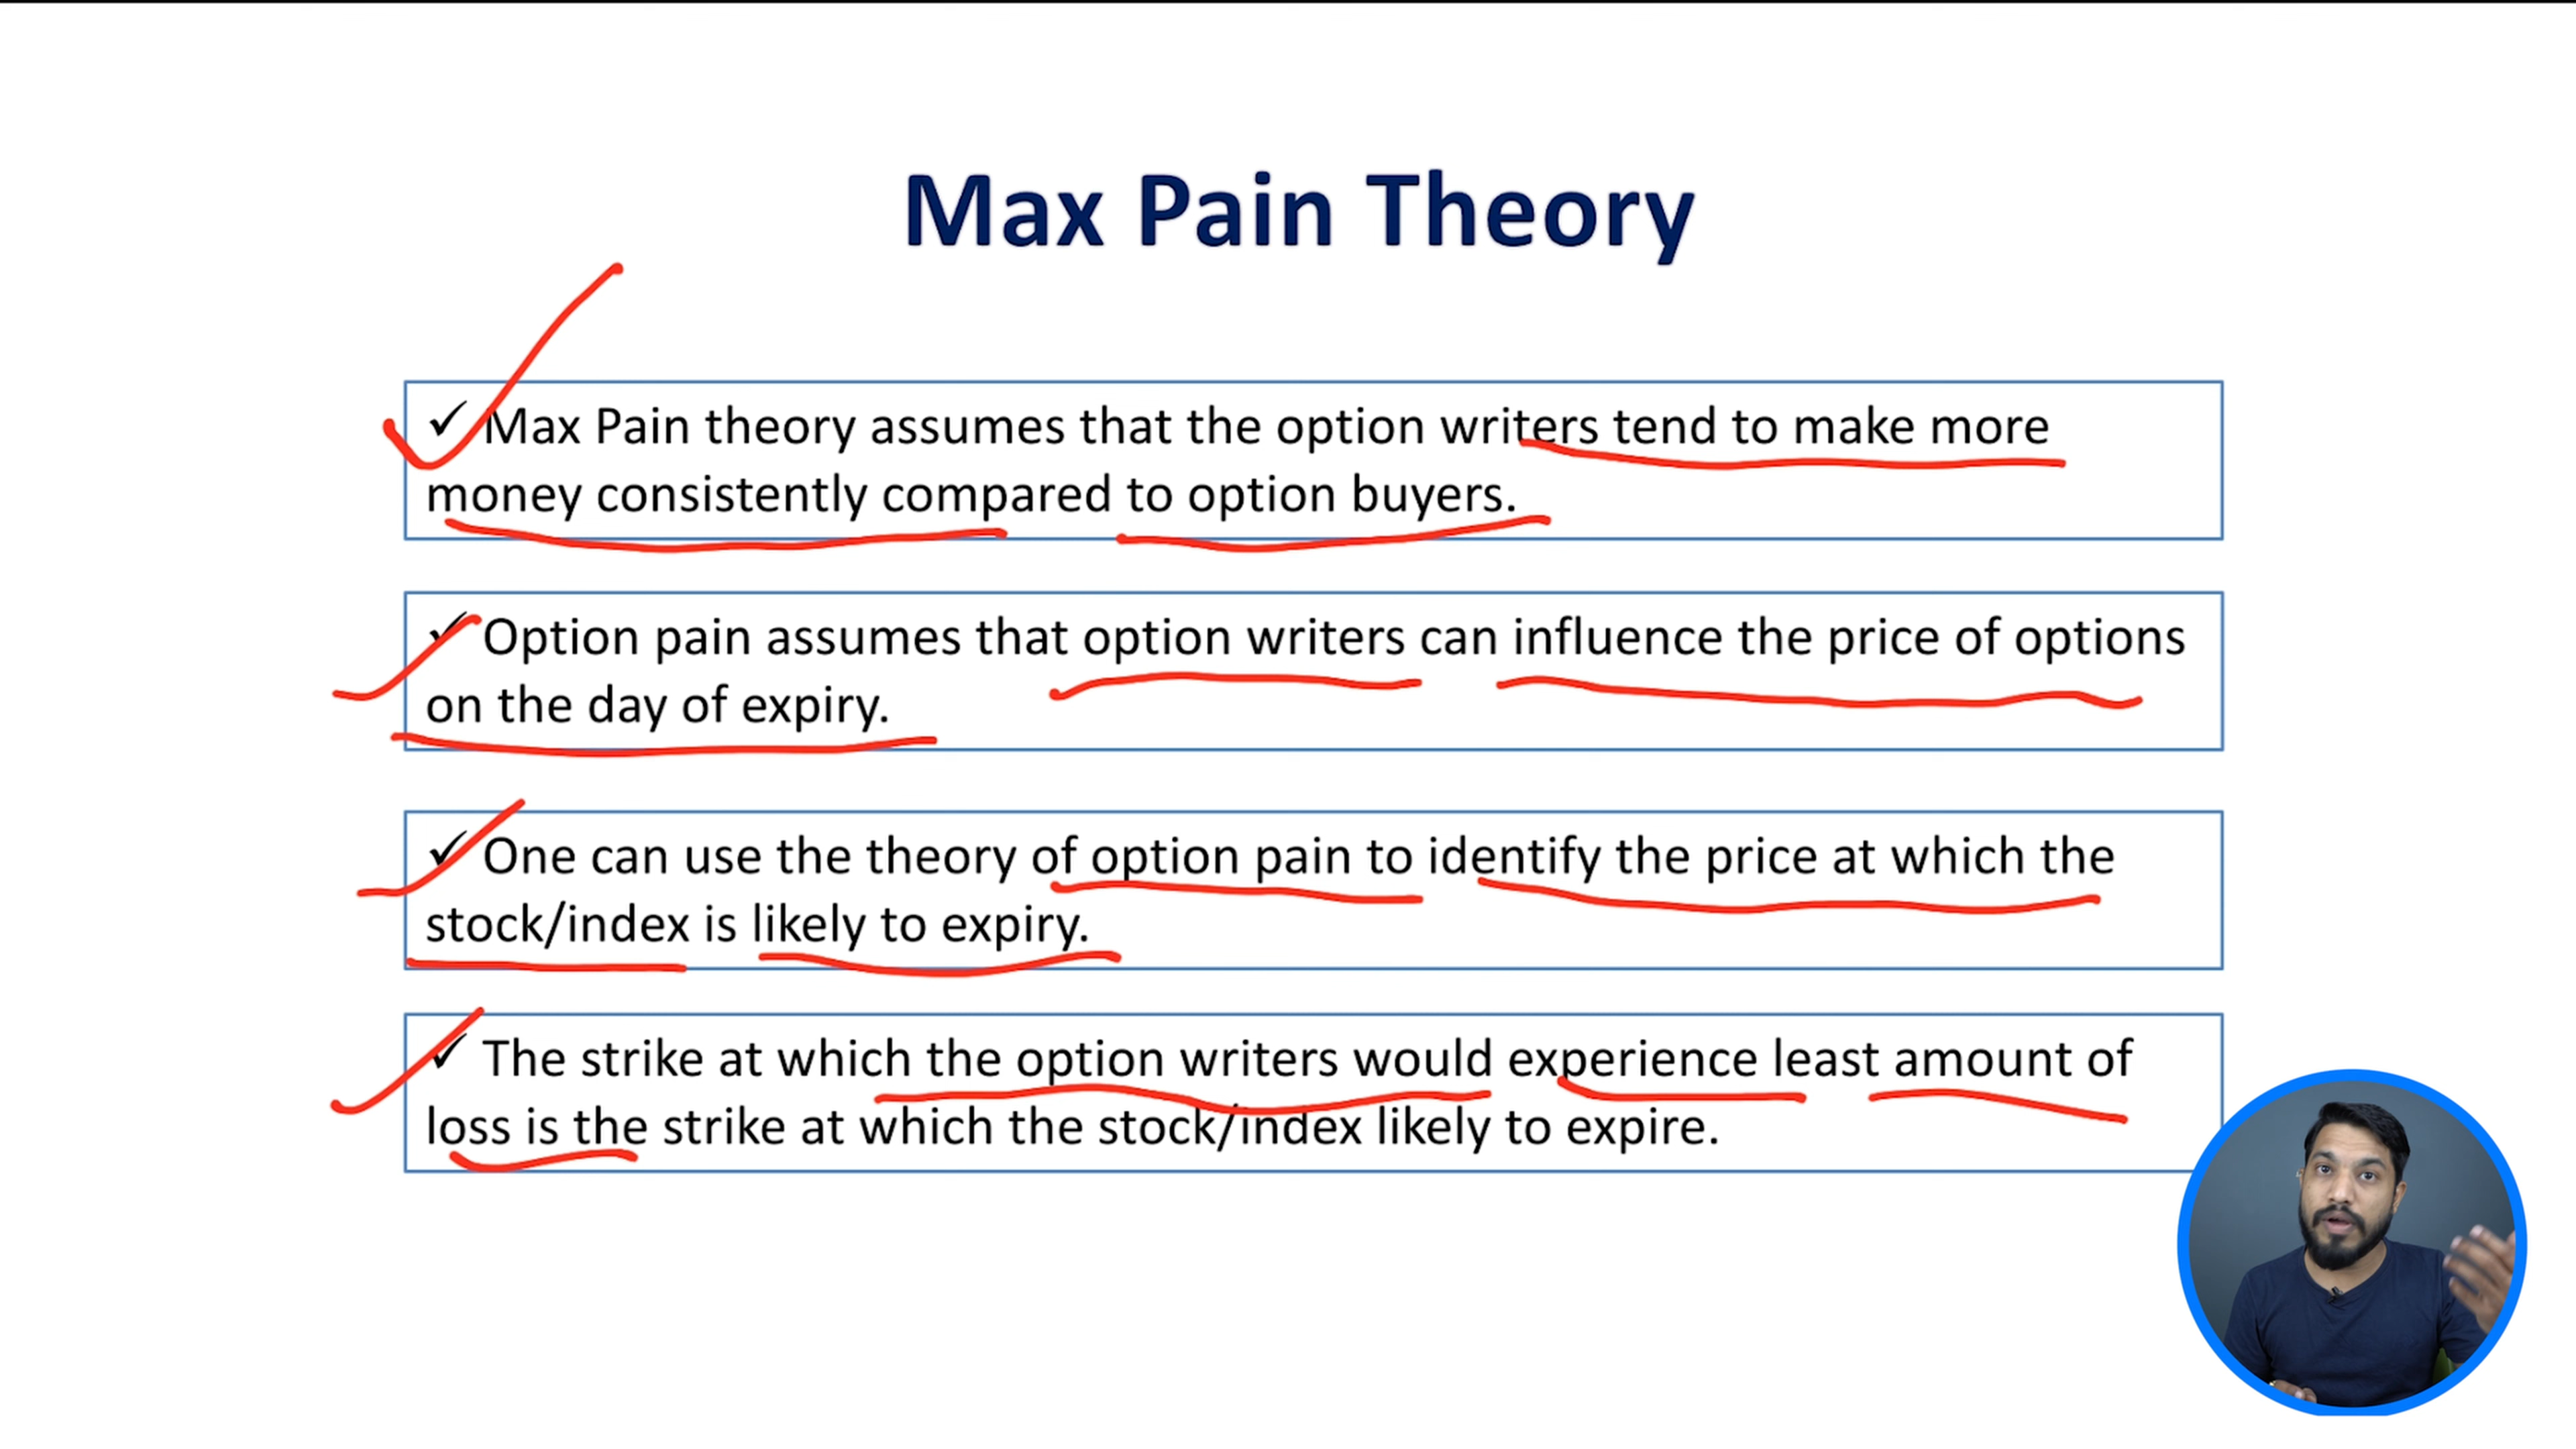 Max Pain Theory
✓ Max Pain theory assumes that the option writers tend to make more
money consistently compared to option buyers.
✓ Option pain assumes that option writers can influence the price of options
on the day of expiry.
✓ One can use the theory of option pain to identify the price at which the
stock/index is likely to expiry.
✓ The strike at which the option writers would experience least amount of
loss is the strike at which the stock/index likely to expire.